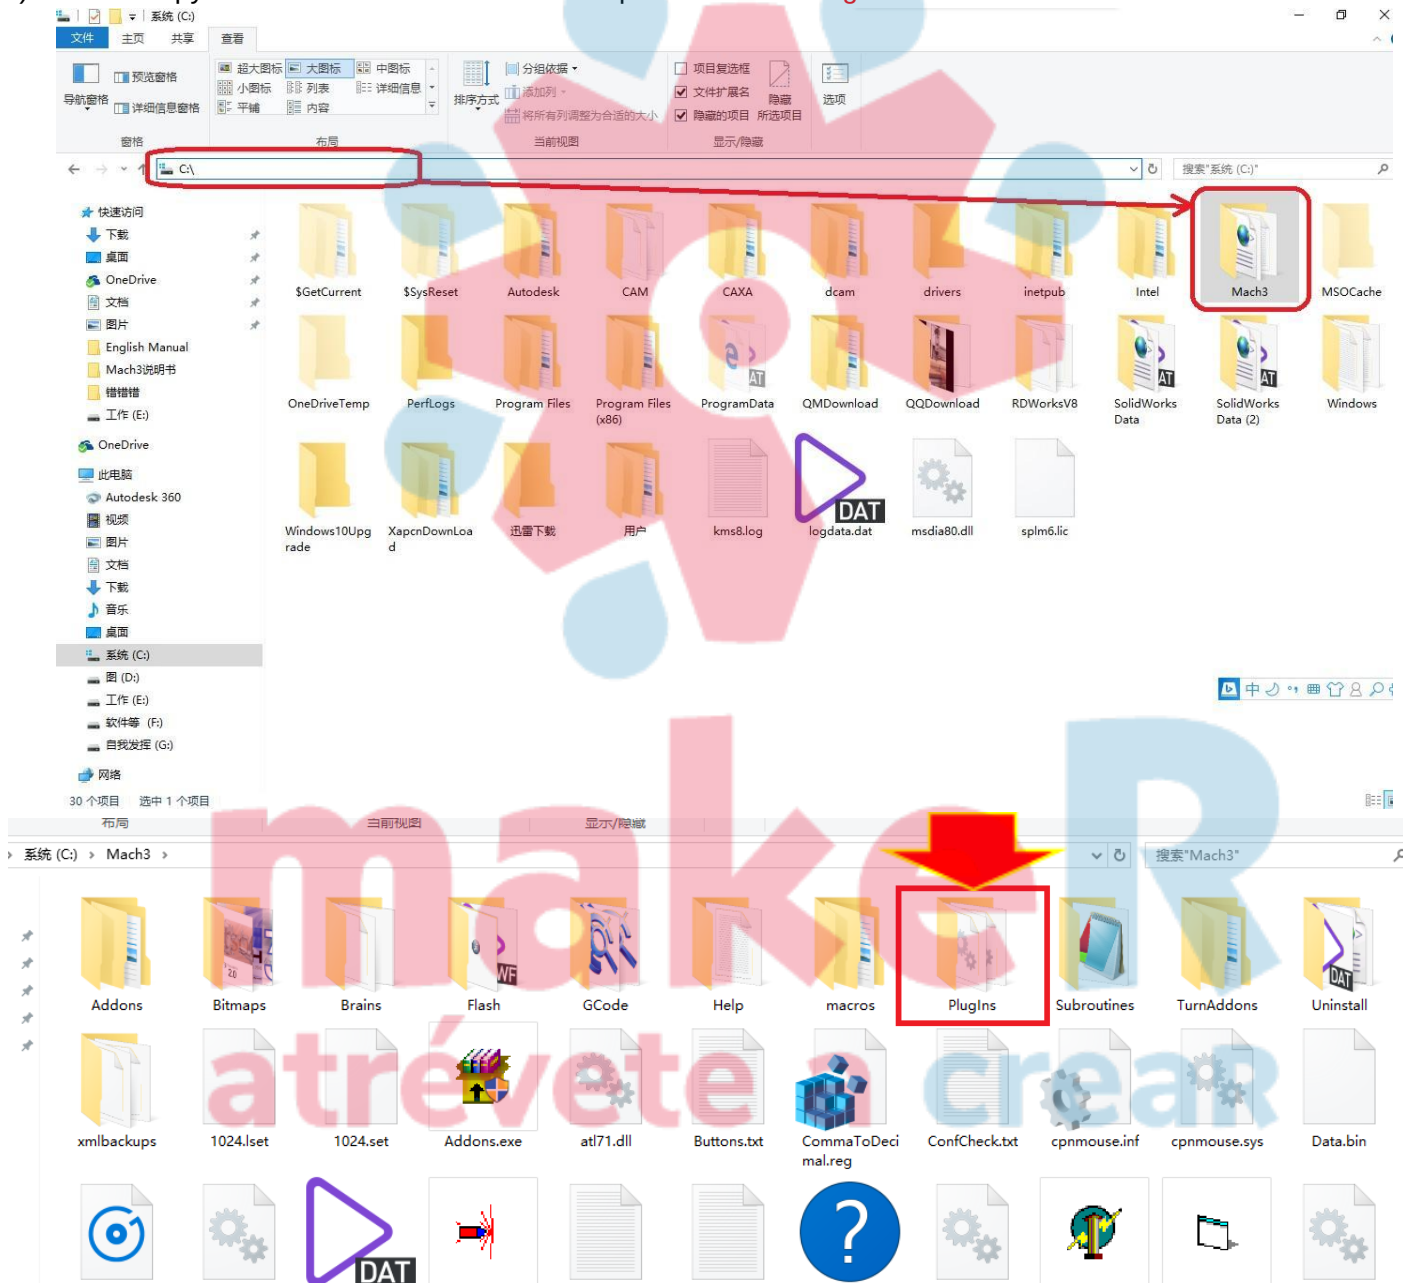 系统 (C:)
文件 主页 共享 查看
导航窗格 预览窗格 详细信息窗格
超大图标 大图标 中图标
小图标 列表 详细信息
平铺 内容
排序方式 分组依据
添加列
将所有列调整为合适的大小
项目复选框
文件扩展名
隐藏的项目
隐藏
所选项目
选项
窗格 布局 当前视图 显示/隐藏
C:\
搜索"系统 (C:)"
快速访问
下载
桌面
OneDrive
文档
图片
English Manual
Mach3说明书
错错错
工作 (E:)
OneDrive
此电脑
Autodesk 360
视频
图片
文档
下载
音乐
桌面
系统 (C:)
图 (D:)
工作 (E:)
软件等 (F:)
自我发挥 (G:)
网络
$GetCurrent $SysReset Autodesk CAM CAXA dcam drivers inetpub Intel Mach3 MSOCache
OneDriveTemp PerfLogs Program Files Program Files (x86) ProgramData QMDownload QQDownload RDWorksV8 SolidWorks Data SolidWorks Data (2) Windows
DAT
Windows10Upg
rade
XapcnDownLoa
d
迅雷下载 用户 kms8.log logdata.dat msdia80.dll splm6.lic
中
30 个项目 选中 1 个项目
布局 当前视图 显示/隐藏
系统 (C:) › Mach3 ›
搜索"Mach3"
Addons Bitmaps Brains Flash GCode Help macros PlugIns Subroutines TurnAddons Uninstall
xmlbackups 1024.lset 1024.set Addons.exe atl71.dll Buttons.txt CommaToDeci
mal.reg
ConfCheck.txt cpnmouse.inf cpnmouse.sys Data.bin
DAT
makeR
atrévete a creaR